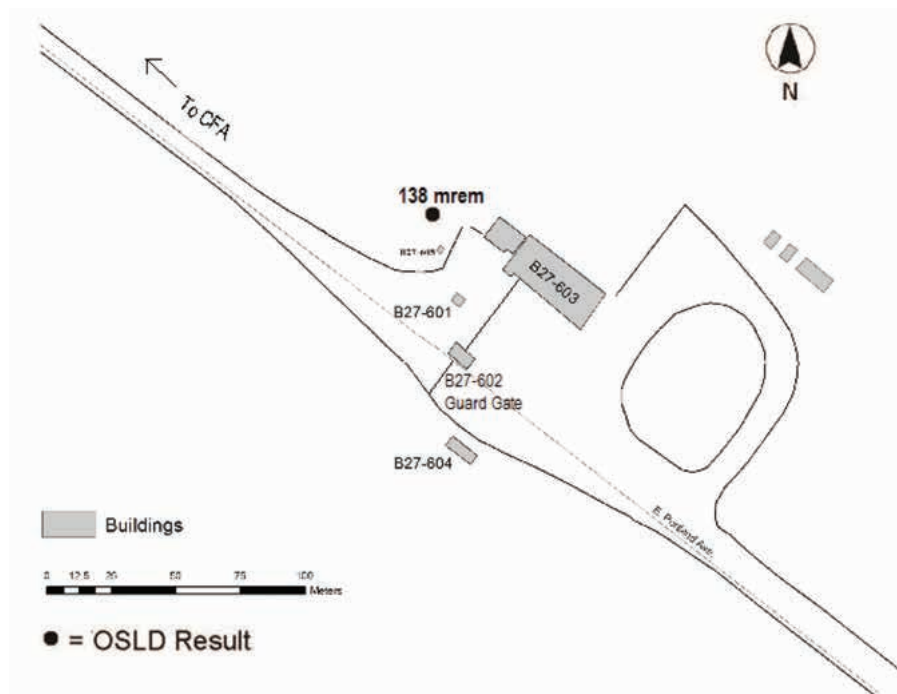 N
To CFA
138 mrem
B27-603
B27-601
B27-602
Guard Gate
B27-604
E. Portland Ave.
Buildings
0 12.5 25 50 75 100
Meters
= OSLD Result